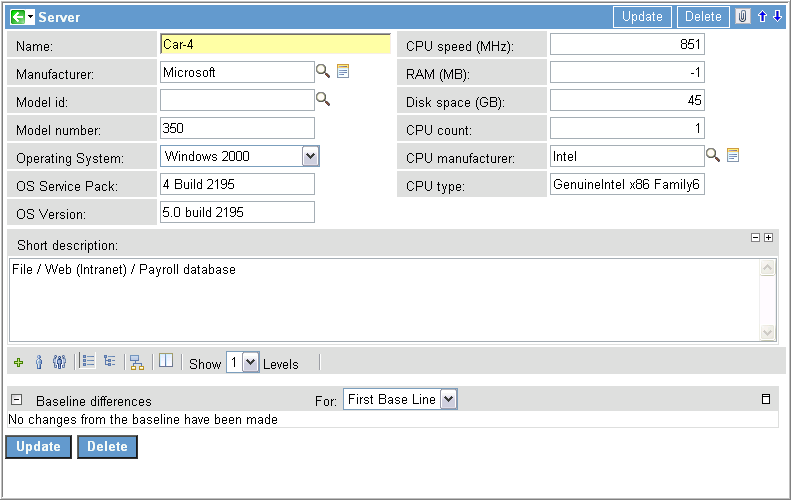 Server Update Delete
Name: Car-4 CPU speed (MHz): 851
Manufacturer: Microsoft RAM (MB): -1
Model id: Disk space (GB): 45
Model number: 350 CPU count: 1
Operating System: Windows 2000 CPU manufacturer: Intel
OS Service Pack: 4 Build 2195 CPU type: GenuineIntel x86 Family6
OS Version: 5.0 build 2195
Short description:
File / Web (Intranet) / Payroll database
Show 1 Levels
Baseline differences For: First Base Line
No changes from the baseline have been made
Update Delete